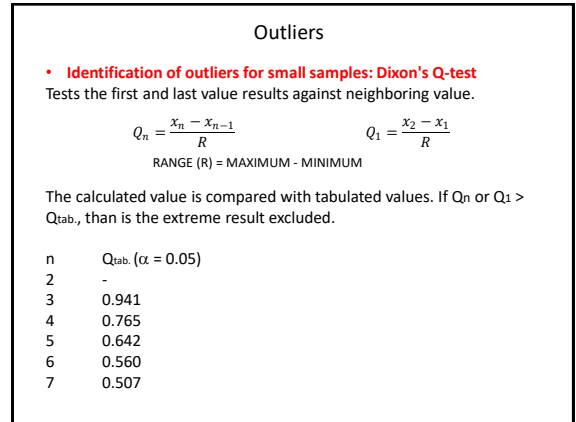 Outliers
• Identification of outliers for small samples: Dixon's Q-test
Tests the first and last value results against neighboring value.
Qn = (xn − xn−1) / R    Q1 = (x2 − x1) / R
RANGE (R) = MAXIMUM - MINIMUM
The calculated value is compared with tabulated values. If Qn or Q1 >
Qtab., than is the extreme result excluded.
n Qtab. (α = 0.05)
2 -
3 0.941
4 0.765
5 0.642
6 0.560
7 0.507